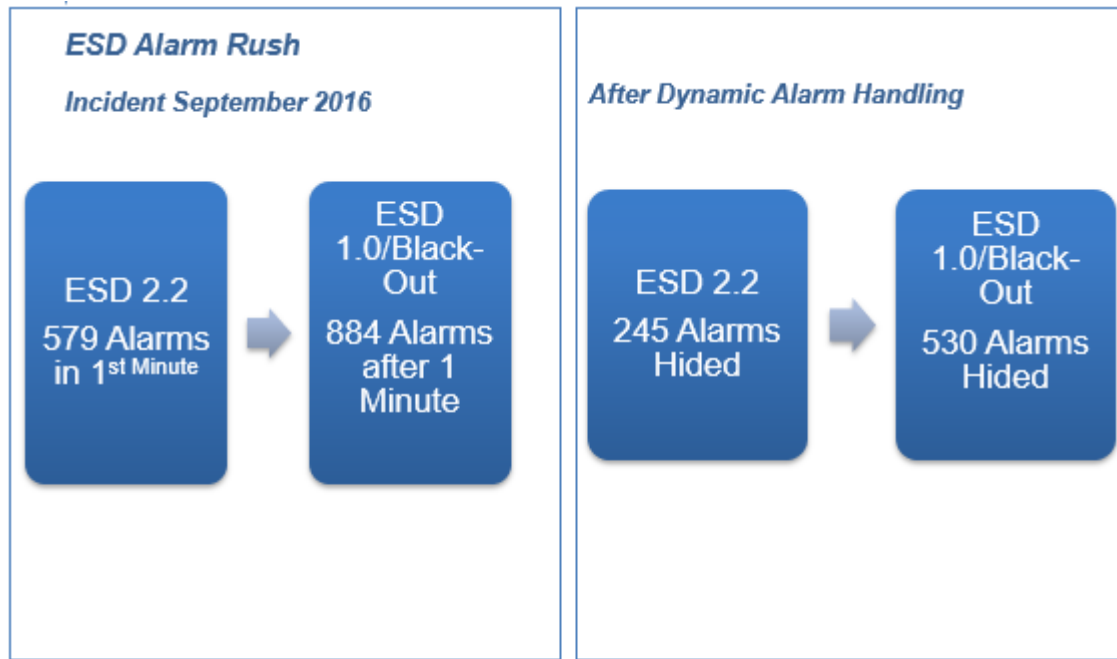 ESD Alarm Rush
Incident September 2016
ESD 2.2
579 Alarms
in 1st Minute
ESD
1.0/Black-
Out
884 Alarms
after 1
Minute
After Dynamic Alarm Handling
ESD 2.2
245 Alarms
Hided
ESD
1.0/Black-
Out
530 Alarms
Hided